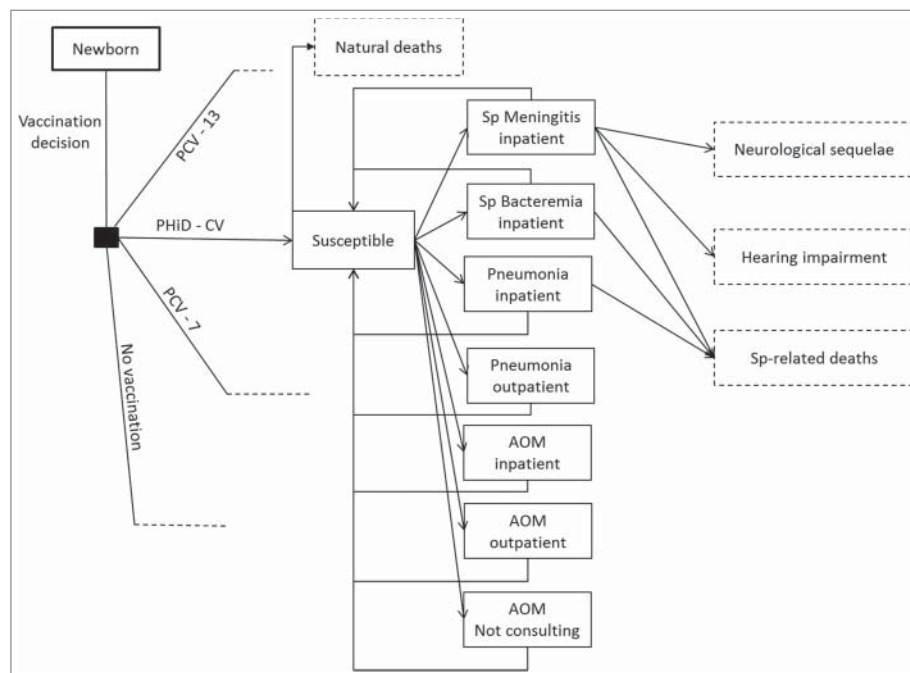 Newborn
Natural deaths
Vaccination
decision
PCV - 13
PHiD - CV
PCV - 7
No vaccination
Susceptible
Sp Meningitis
inpatient
Sp Bacteremia
inpatient
Pneumonia
inpatient
Pneumonia
outpatient
AOM
inpatient
AOM
outpatient
AOM
Not consulting
Neurological sequelae
Hearing impairment
Sp-related deaths